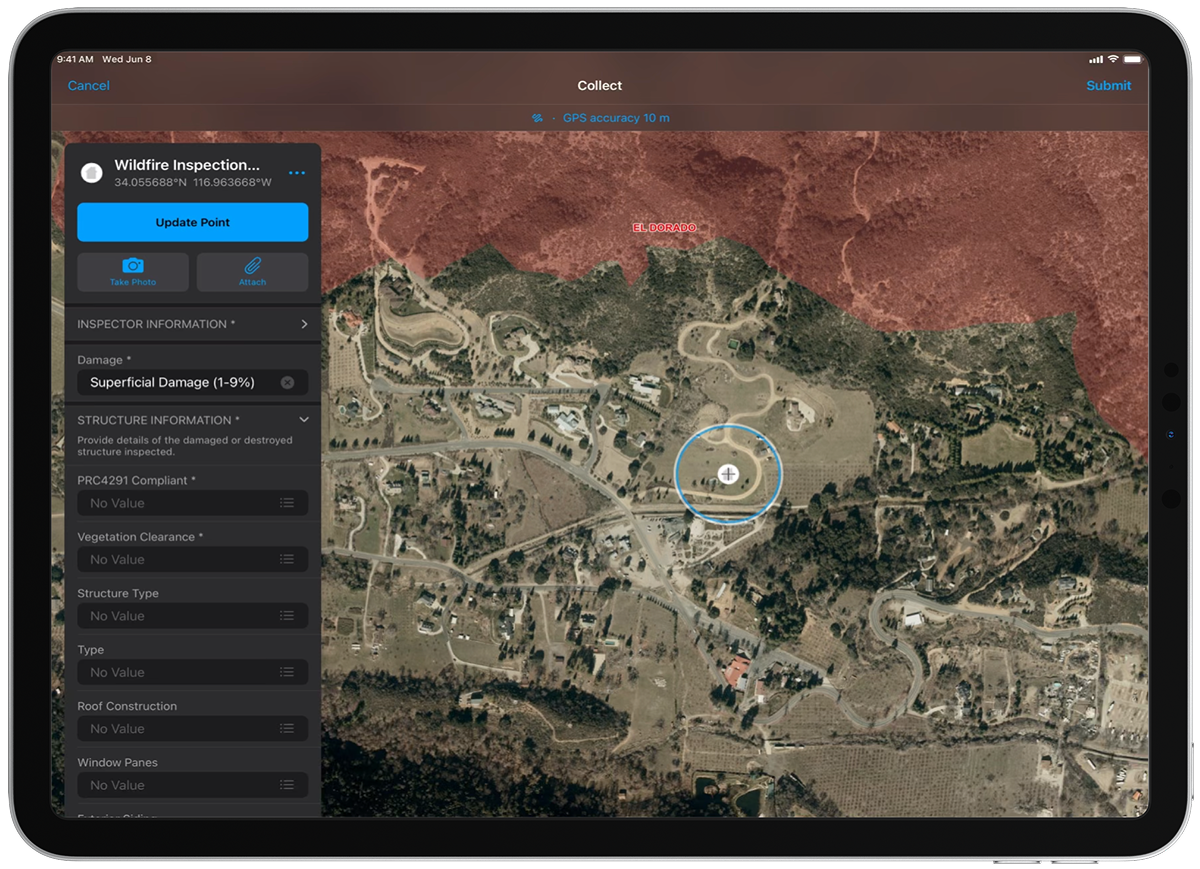 9:41 AM Wed Jun 8
Cancel
Collect
Submit
GPS accuracy 10 m
Wildfire Inspection...
34.055688°N 116.963668°W
Update Point
Take Photo
Attach
INSPECTOR INFORMATION *
Damage *
Superficial Damage (1-9%)
STRUCTURE INFORMATION *
Provide details of the damaged or destroyed
structure inspected.
PRC4291 Compliant *
No Value
Vegetation Clearance *
No Value
Structure Type
No Value
Type
No Value
Roof Construction
No Value
Window Panes
No Value
EL DORADO